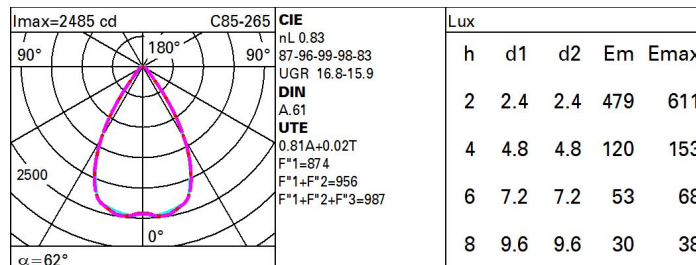 Imax=2485 cd C85-265
90° 180° 90°
2500
0°
α=62°
CIE
nL 0.83
87-96-99-98-83
UGR 16.8-15.9
DIN
A.61
UTE
0.81A+0.02T
F"1=874
F"1+F"2=956
F"1+F"2+F"3=987
Lux
h d1 d2 Em Emax
2 2.4 2.4 479 611
4 4.8 4.8 120 153
6 7.2 7.2 53 68
8 9.6 9.6 30 38